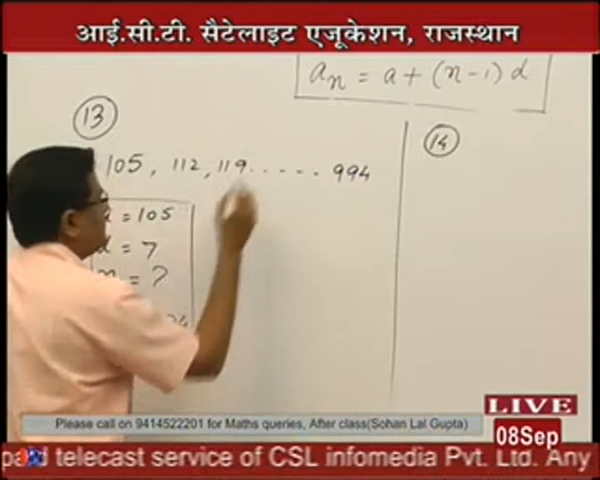 आई.सी.टी. सैटेलाइट एजूकेशन, राजस्थान
an = a + (n-1) d
13
14
105, 112, 119 ...... 994
= 105
= 7
= ?
Please call on 9414522201 for Maths queries, After class(Sohan Lal Gupta)
LIVE
08Sep
telecast service of CSL infomedia Pvt. Ltd. Any